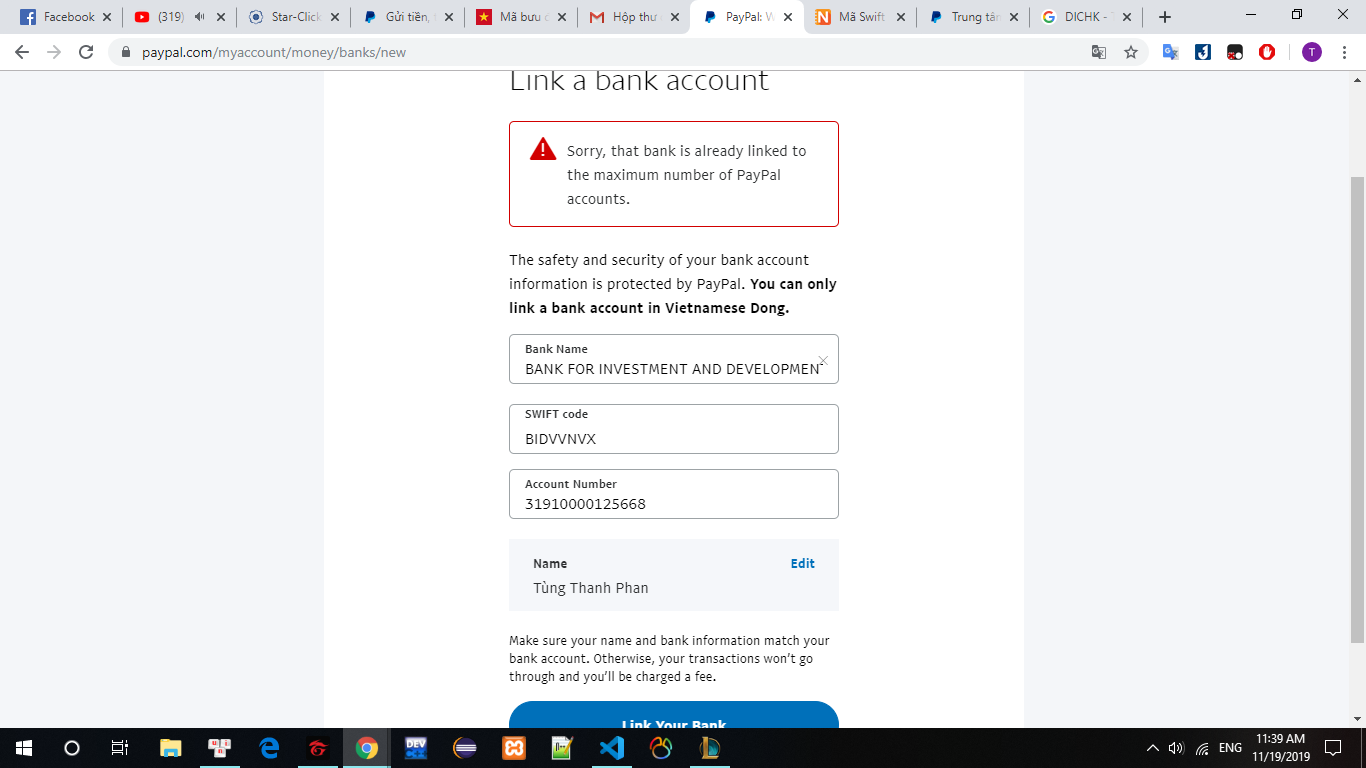 Facebook
(319)
Star-Click
Gửi tiền,
Mã bưu
Hộp thư
PayPal: W
Mã Swift
Trung tâm
DICHK -
paypal.com/myaccount/money/banks/new
T
Link a bank account
Sorry, that bank is already linked to
the maximum number of PayPal
accounts.
The safety and security of your bank account
information is protected by PayPal. You can only
link a bank account in Vietnamese Dong.
Bank Name
BANK FOR INVESTMENT AND DEVELOPMEN
SWIFT code
BIDVVNVX
Account Number
31910000125668
Name
Edit
Tùng Thanh Phan
Make sure your name and bank information match your
bank account. Otherwise, your transactions won't go
through and you'll be charged a fee.
Link Your Bank
DEV
ENG
11:39 AM
11/19/2019